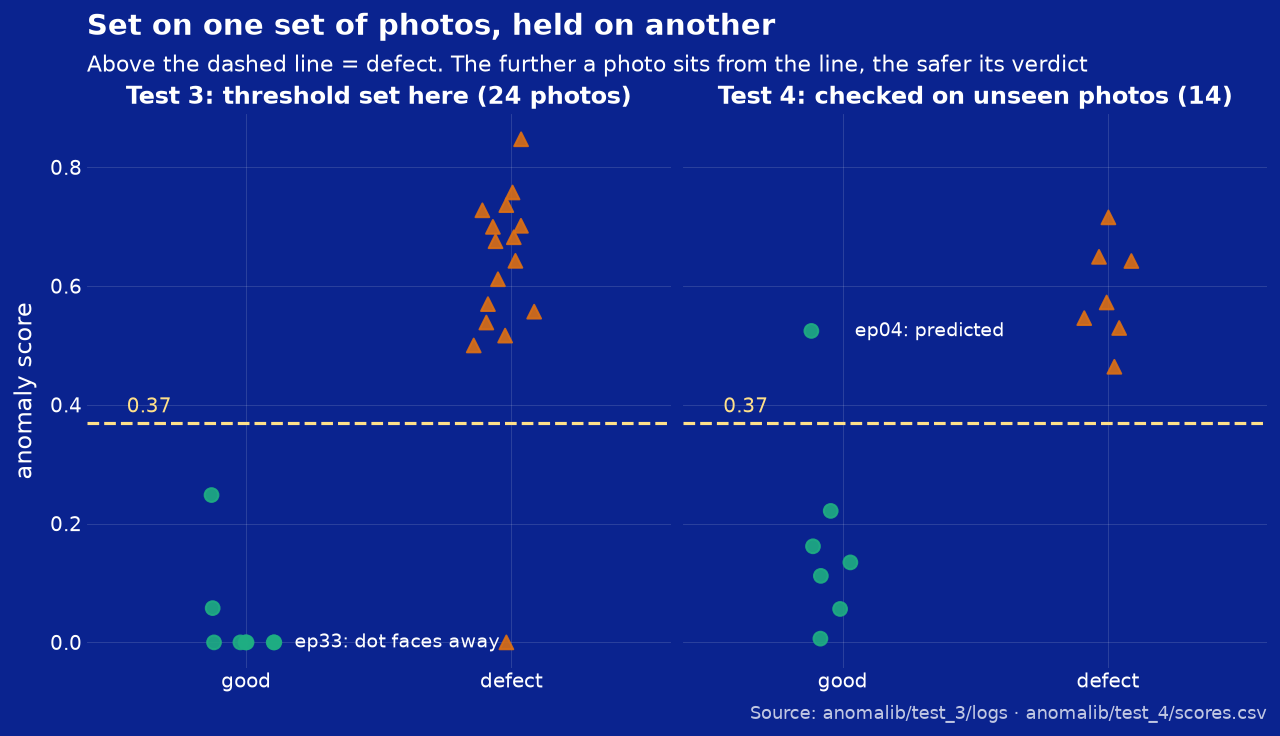 Set on one set of photos, held on another
Above the dashed line = defect. The further a photo sits from the line, the safer its verdict
Test 3: threshold set here (24 photos)
Test 4: checked on unseen photos (14)
anomaly score
0.8
0.6
0.4
0.2
0.0
0.37
ep33: dot faces away
good
defect
0.37
ep04: predicted
good
defect
Source: anomalib/test_3/logs · anomalib/test_4/scores.csv